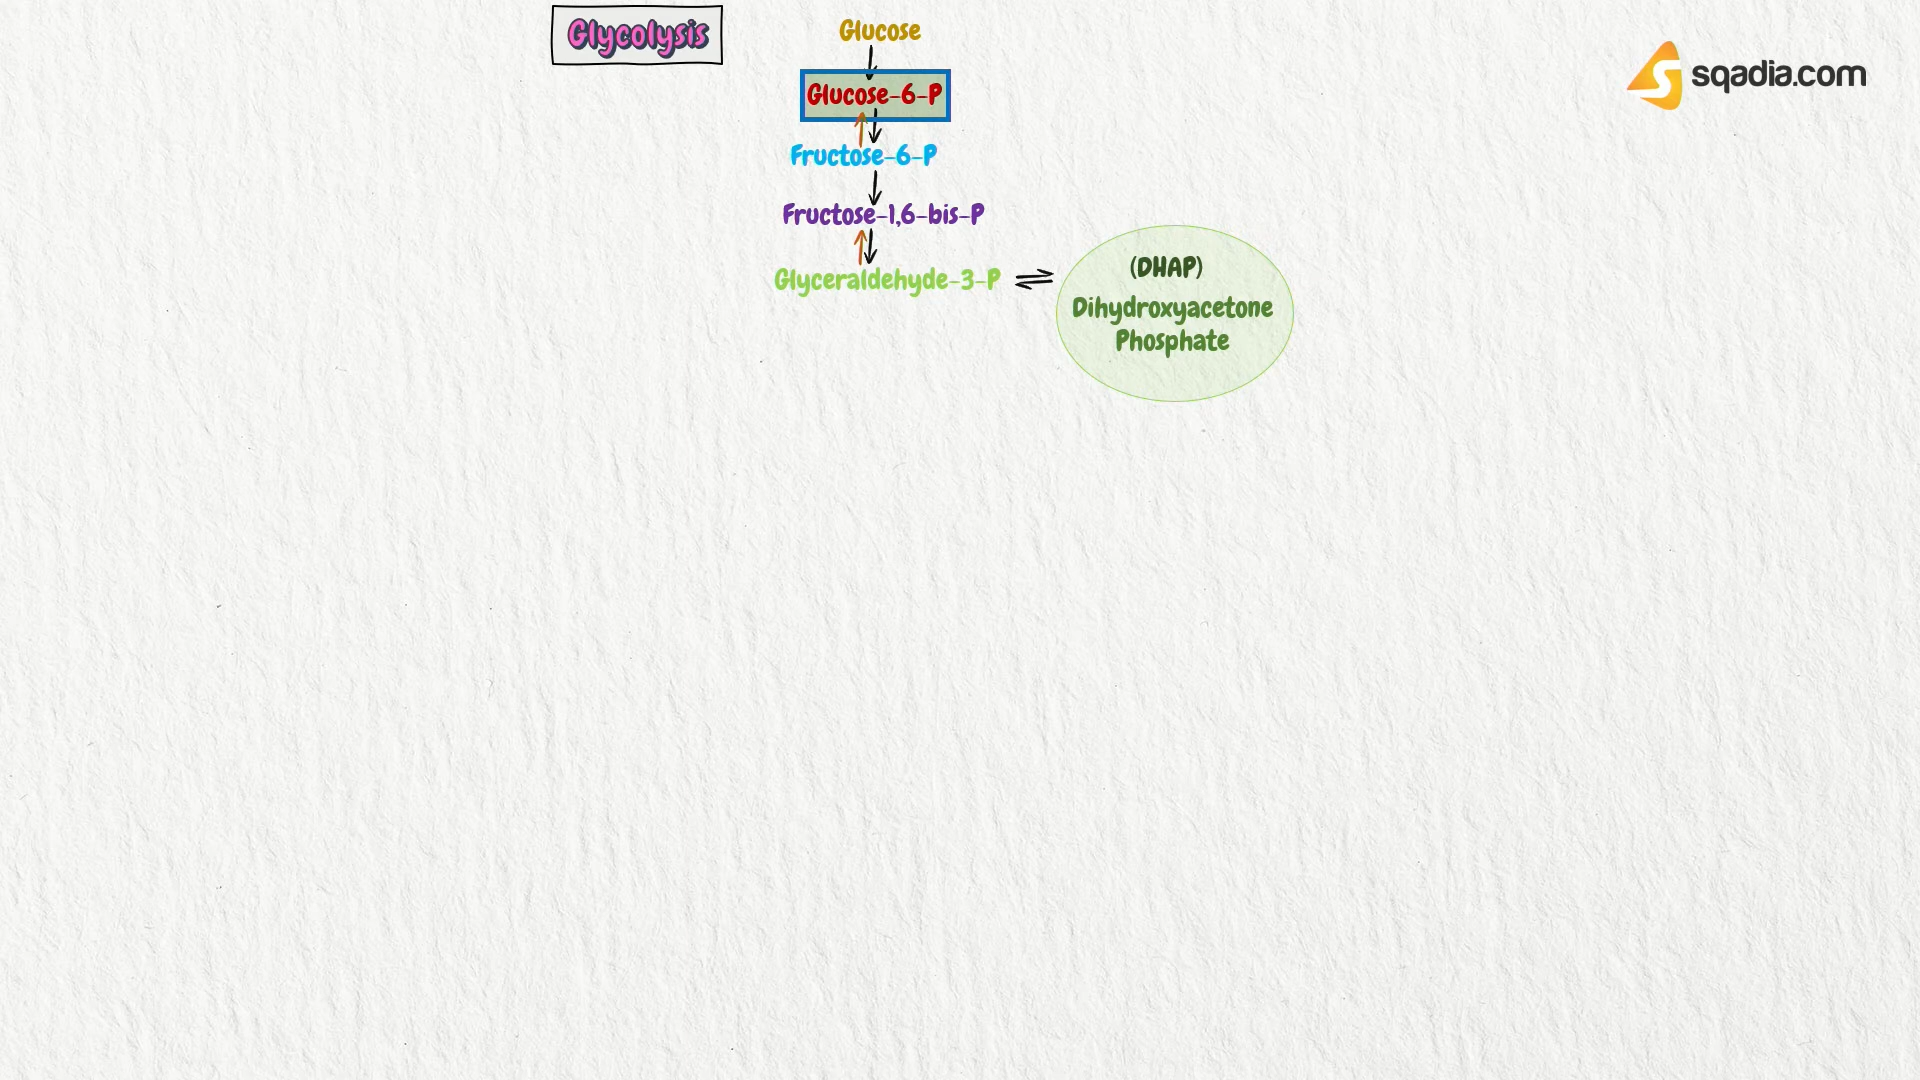 Glycolysis
Glucose
sqadia.com
Glucose-6-P
Fructose-6-P
Fructose-1,6-bis-P
Glyceraldehyde-3-P
(DHAP)
Dihydroxyacetone
Phosphate